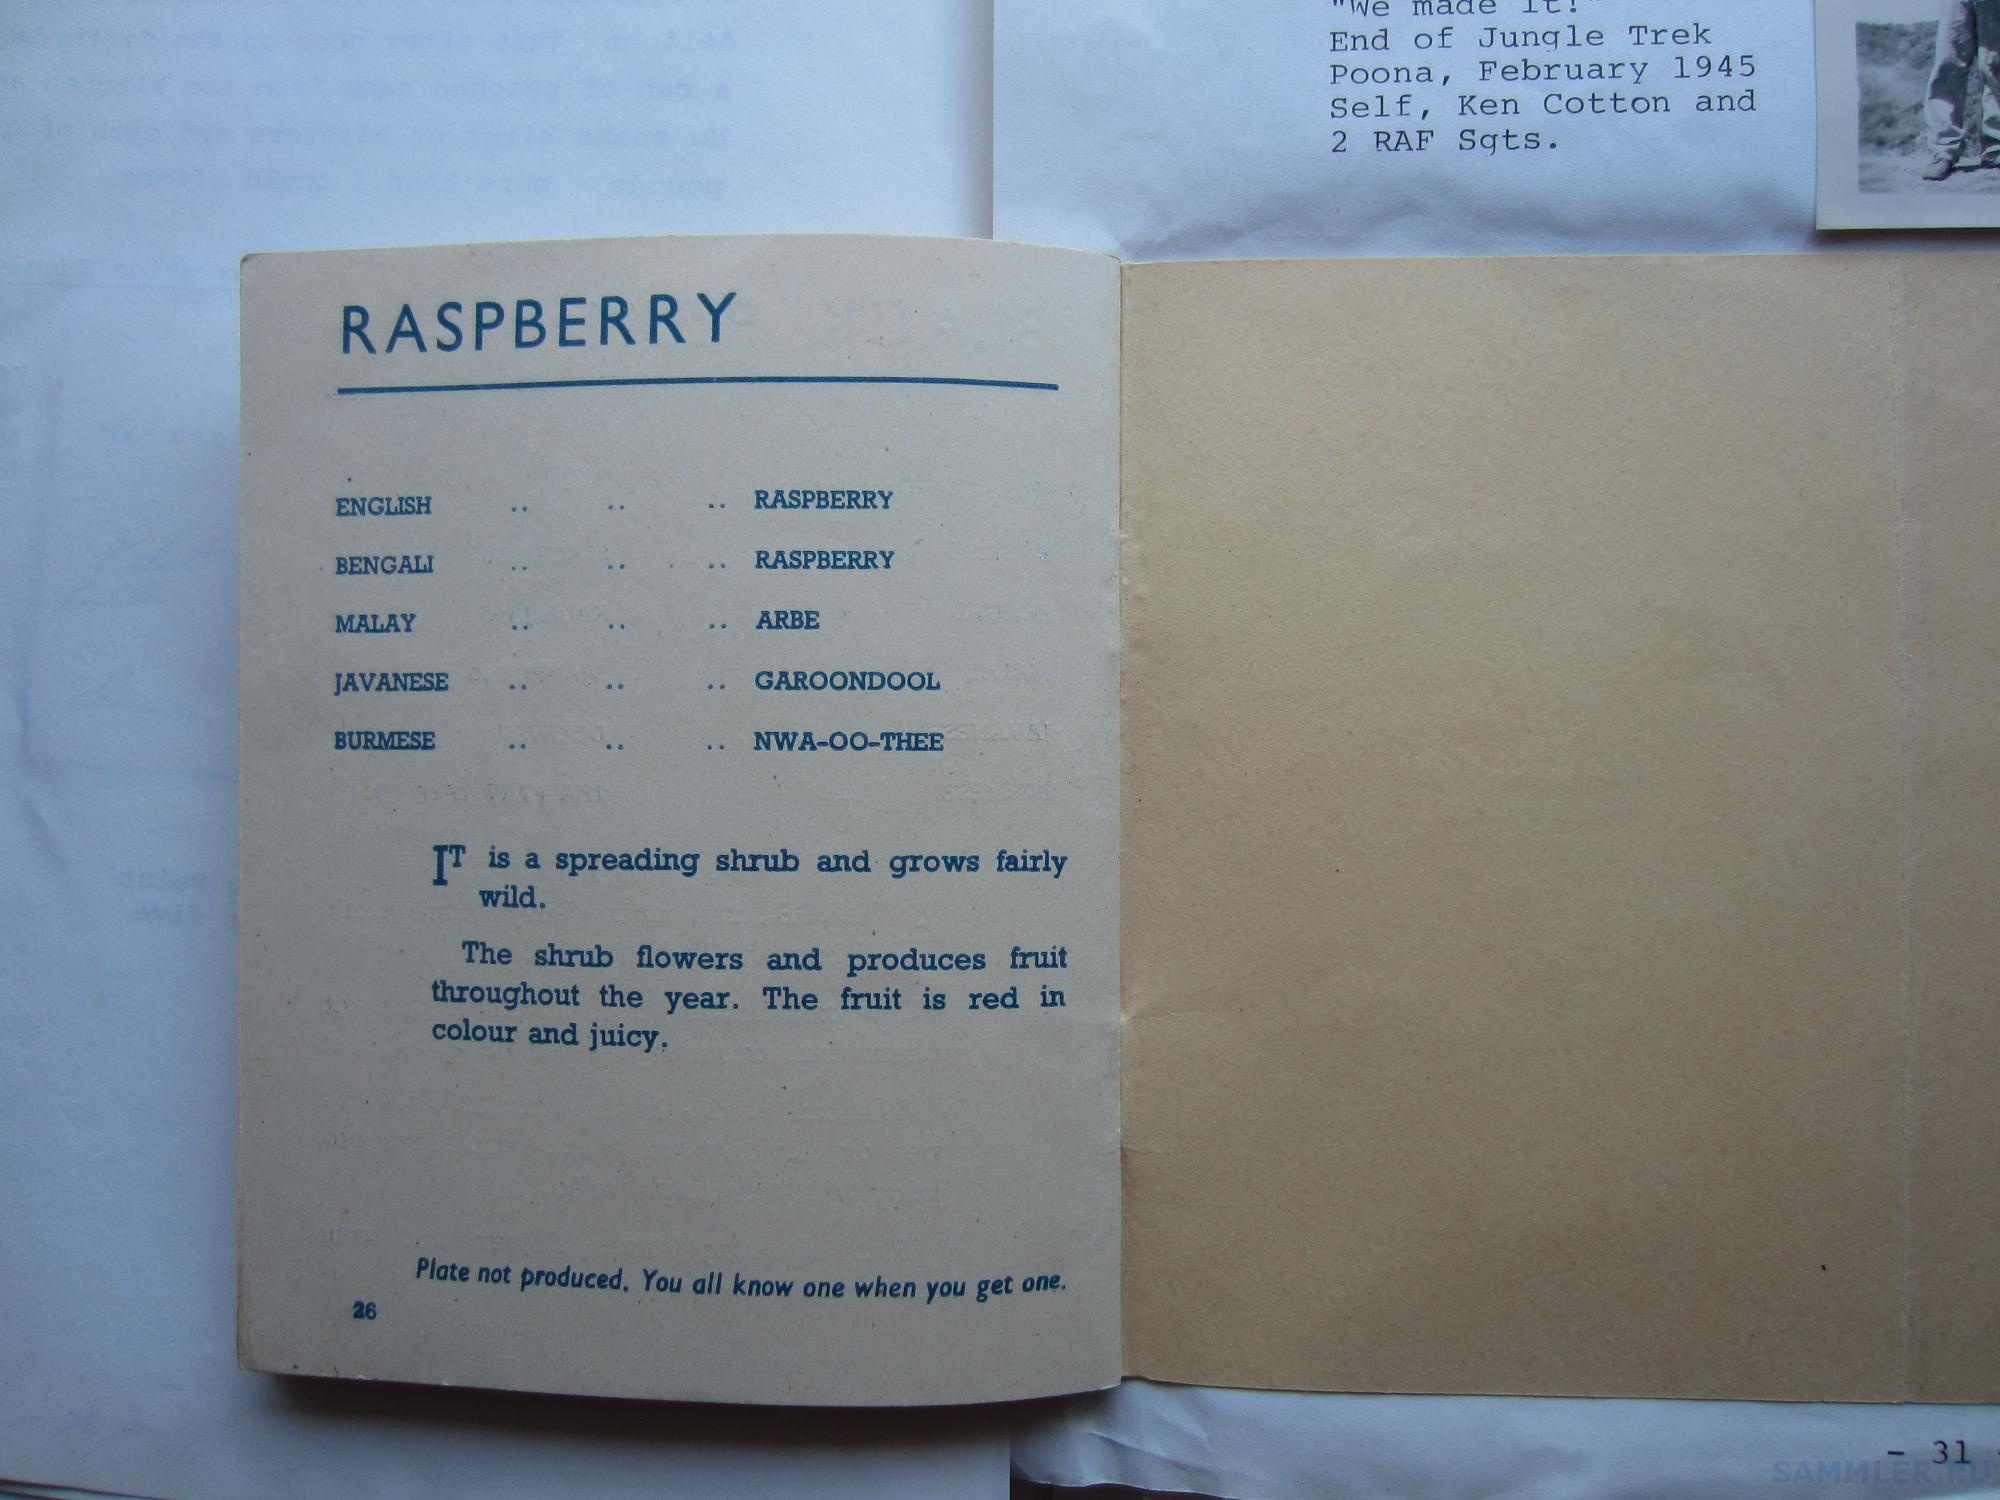 "We made it!"
End of Jungle Trek
Poona, February 1945
Self, Ken Cotton and
2 RAF Sgts.
RASPBERRY
ENGLISH .. .. .. RASPBERRY
BENGALI .. .. .. RASPBERRY
MALAY .. .. .. ARBE
JAVANESE .. .. .. GAROONDOOL
BURMESE .. .. .. NWA-OO-THEE
IT is a spreading shrub and grows fairly
wild.
The shrub flowers and produces fruit
throughout the year. The fruit is red in
colour and juicy.
Plate not produced. You all know one when you get one.
26
- 31
SAMMLER.RU